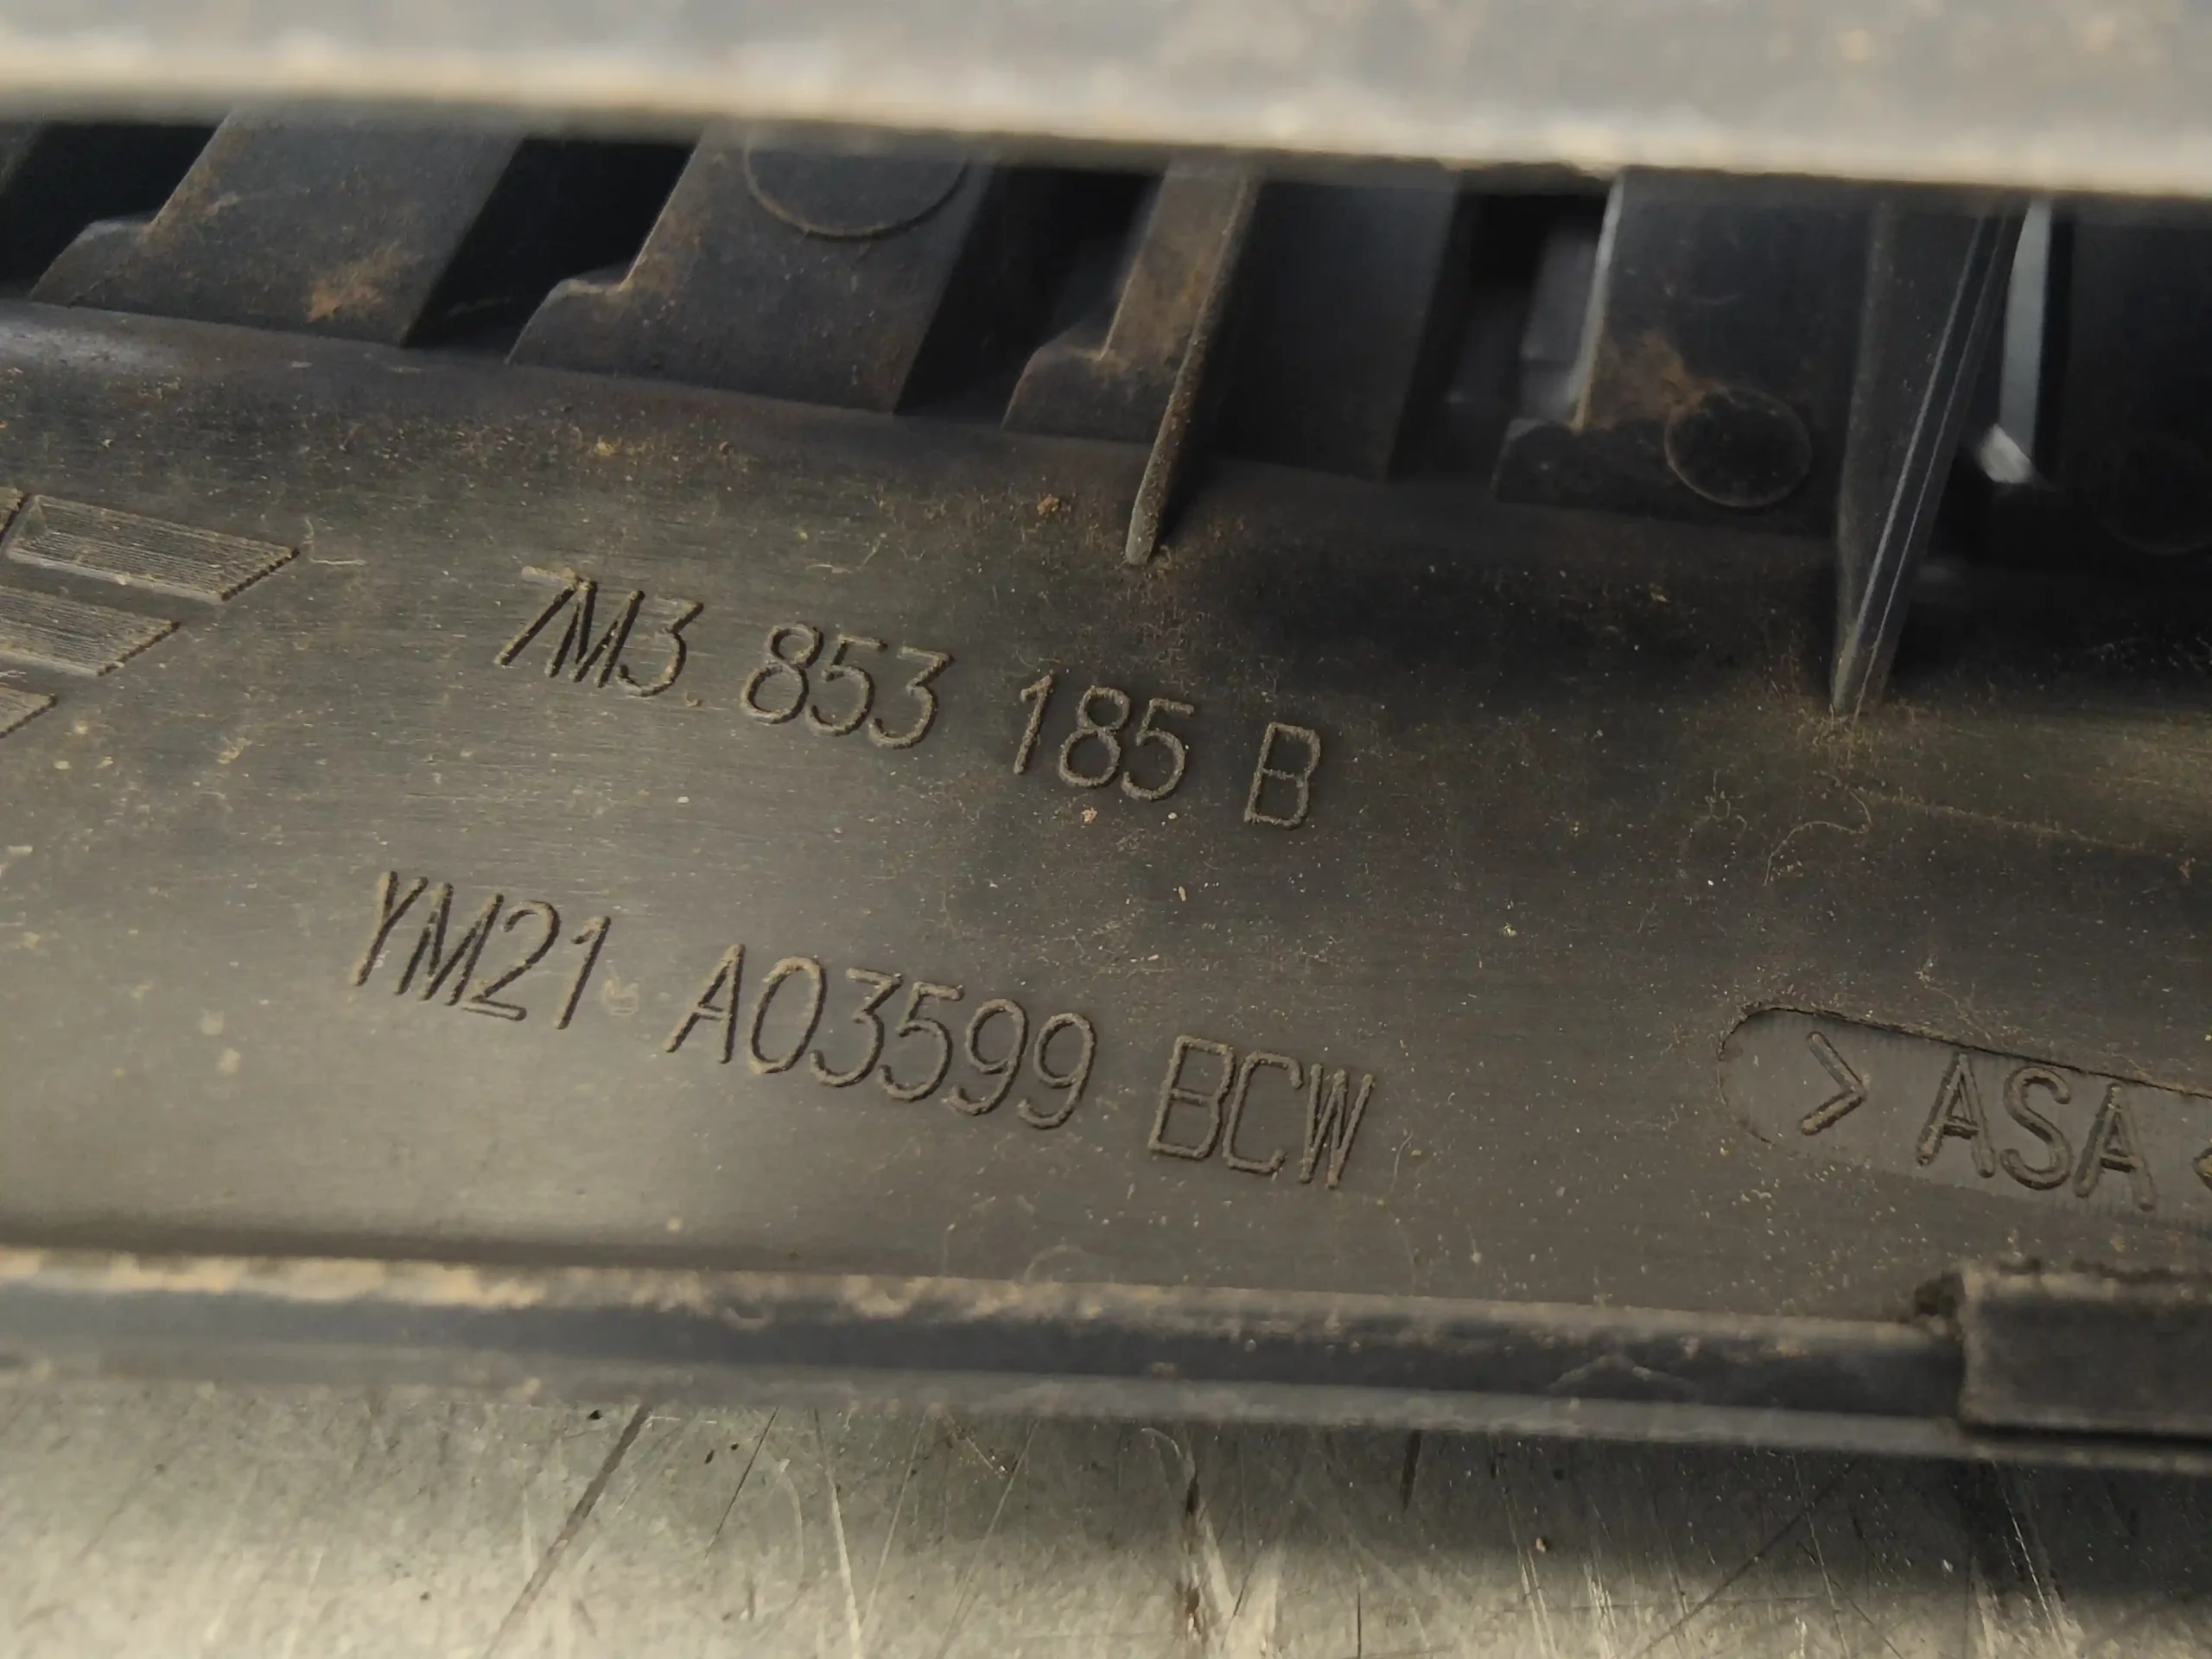 7M3 853 185 B
YM21 A03599 BCW
> ASA <